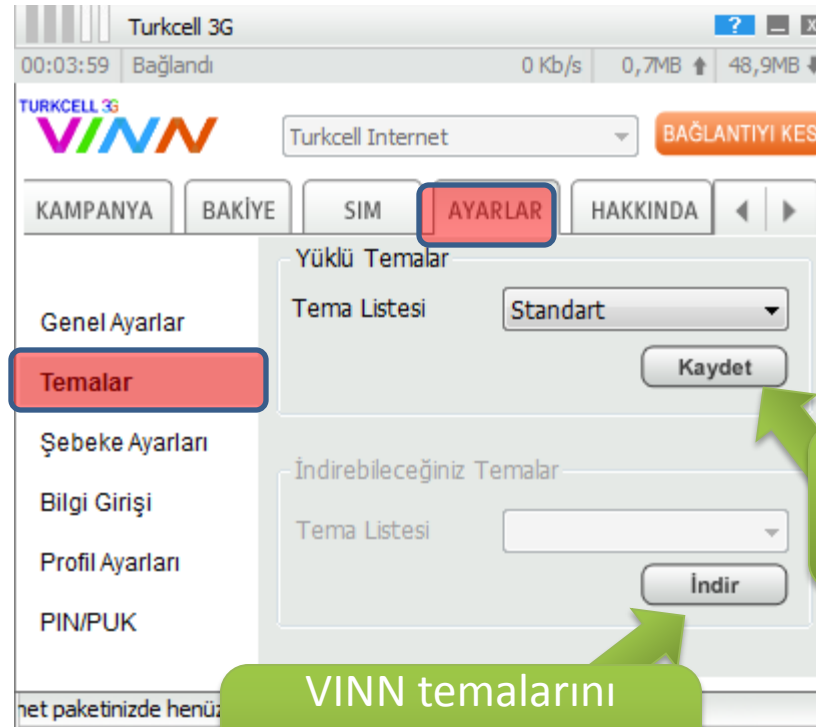 Turkcell 3G
?
X
00:03:59 Bağlandı 0 Kb/s 0,7MB 48,9MB
TURKCELL 3G
VINN
Turkcell Internet
BAĞLANTIYI KES
KAMPANYA BAKİYE SIM AYARLAR HAKKINDA
Yüklü Temalar
Tema Listesi Standart
Genel Ayarlar
Kaydet
Temalar
Şebeke Ayarları
İndirebileceğiniz Temalar
Bilgi Girişi
Tema Listesi
Profil Ayarları
İndir
PIN/PUK
VINN temalarını
paketinizde